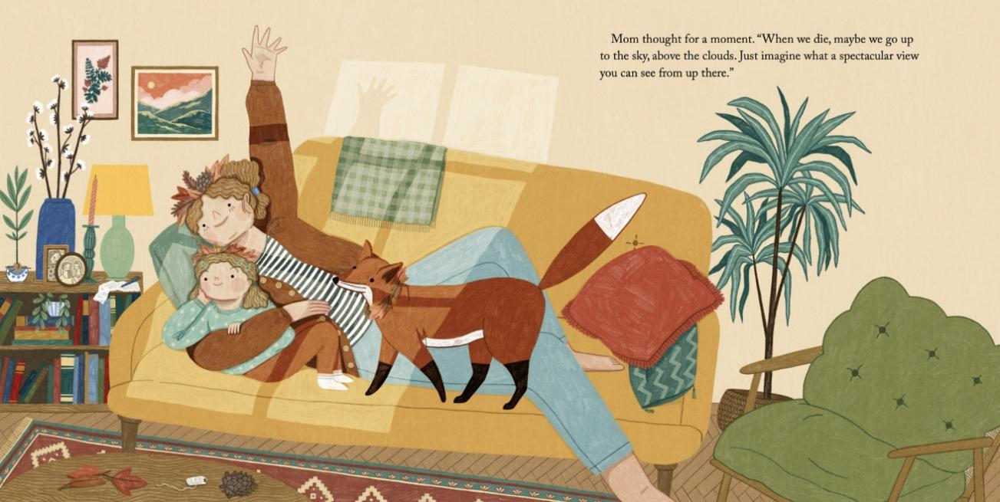 Mom thought for a moment. “When we die, maybe we go up
to the sky, above the clouds. Just imagine what a spectacular view
you can see from up there.”